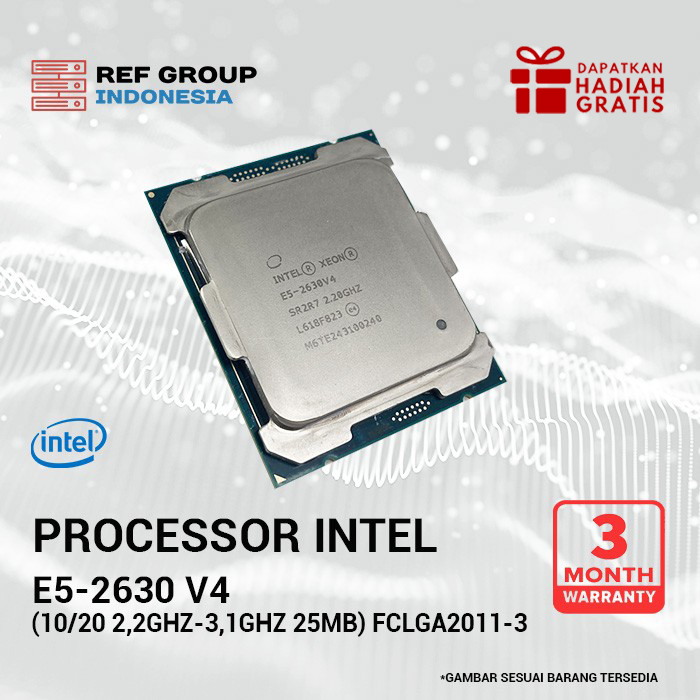 REF GROUP
INDONESIA
DAPATKAN
HADIAH
GRATIS
INTEL® XEON®
E5-2630V4
SR2R7 2.20GHZ
L618F823 e4
M6TE243100240
intel
PROCESSOR INTEL
E5-2630 V4
(10/20 2,2GHZ-3,1GHZ 25MB) FCLGA2011-3
3
MONTH
WARRANTY
*GAMBAR SESUAI BARANG TERSEDIA